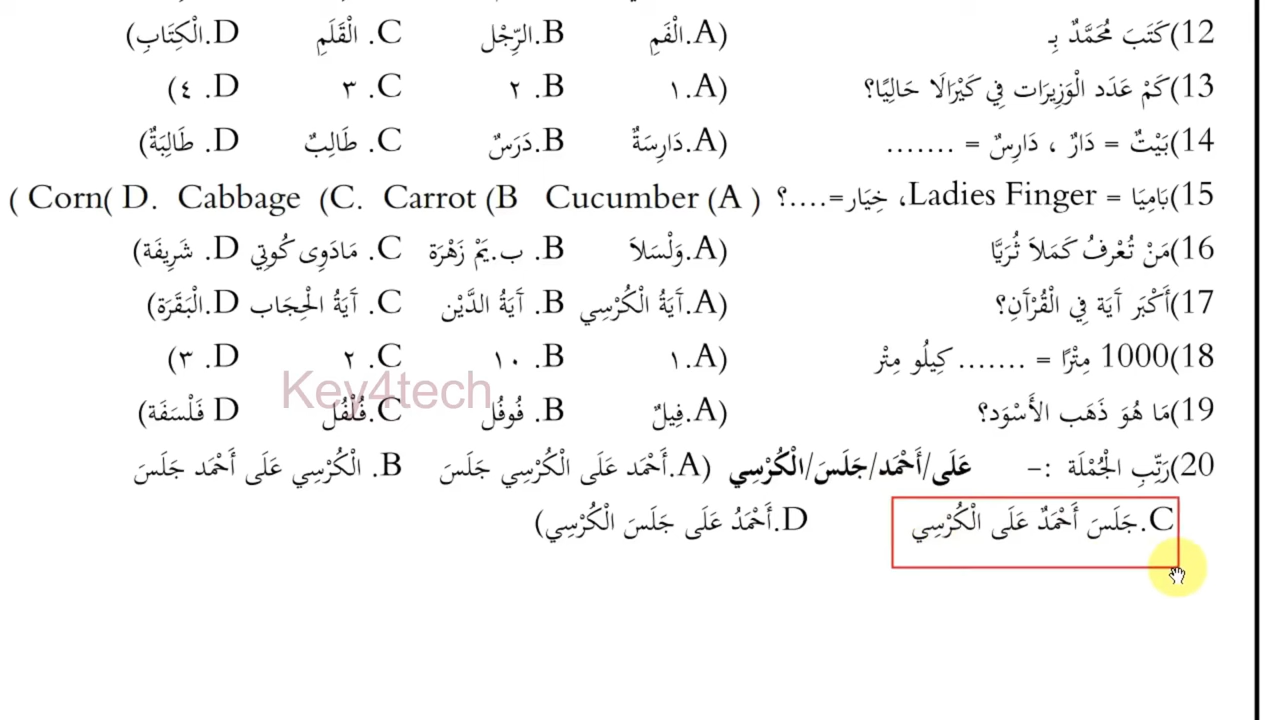 12)كَتَبَ مُحَمَّدٌ بِـ (A.الْفَمِ B.الرِّجْل C. الْقَلَمِ D.الْكِتَابِ)
13)كَمْ عَدَد الْوَزِيرَات فِي كَيْرَالَا حَالِيًا؟ (A.١ B. ٢ C. ٣ D. ٤)
14)بَيْتٌ = دَارٌ ، دَارِسٌ = ....... (A.دَارِسَةٌ B.دَرَسٌ C. طَالِبٌ D. طَالِبَةٌ)
15)بَامِيَا = Ladies Finger، خِيَار=....؟ ( A) Cucumber B) Carrot C.) Cabbage D. )Corn )
16)مَنْ تُعْرفُ كَمَلاَ ثُرَيَّا (A.وَلْسَلاَ B. ب.يَمْ زَهْرَة C. مَادَوِى كُوتِي D. شَرِيفَة)
17)أَكْبَر آيَة فِي الْقُرْآنِ؟ (A.آيَةُ الْكُرْسِي B. آيَةُ الدَّيْن C. آيَةُ الْحِجَاب D.الْبَقَرَة)
18)1000 مِتْرًا = ....... كِيلُو مِتْر (A.١ B. ١٠ C. ٢ D. ٣)
Key4tech
19)مَا هُوَ ذَهَب الأَسْوَد؟ (A.فِيلٌ B. فُوفُل C.فُلْفُل D فَلْسَفَة)
20)رَتِّبِ الْجُمْلَة :- عَلَى/أَحْمَد/جَلَسَ/الْكُرْسِي (A.أَحْمَد عَلَى الْكُرْسِي جَلَسَ B. الْكُرْسِي عَلَى أَحْمَد جَلَسَ
C.جَلَسَ أَحْمَدٌ عَلَى الْكُرْسِي D.أَحْمَدُ عَلَى جَلَسَ الْكُرْسِي)